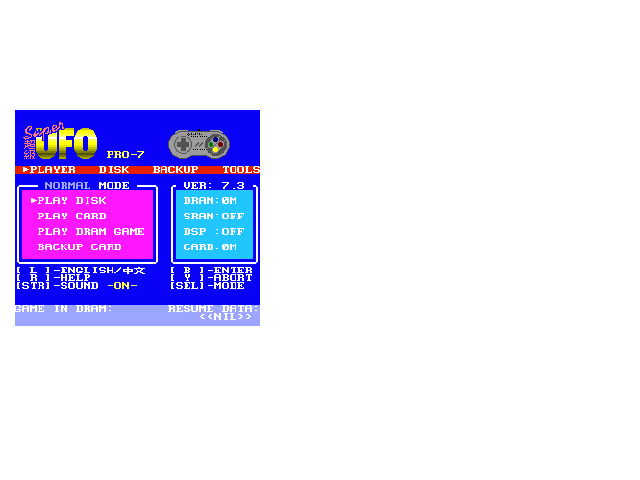 Super
UFO
PRO-7
▸PLAYER DISK BACKUP TOOLS
NORMAL MODE
VER: 7.3
▸PLAY DISK
DRAM:0M
PLAY CARD
SRAM:OFF
PLAY DRAM GAME
DSP :OFF
BACKUP CARD
CARD.0M
[ L ]-ENGLISH/中文
[ B ]-ENTER
[ R ]-HELP
[ Y ]-ABORT
[STR]-SOUND -ON-
[SEL]-MODE
GAME IN DRAM:
RESUME DATA:
<<NIL>>